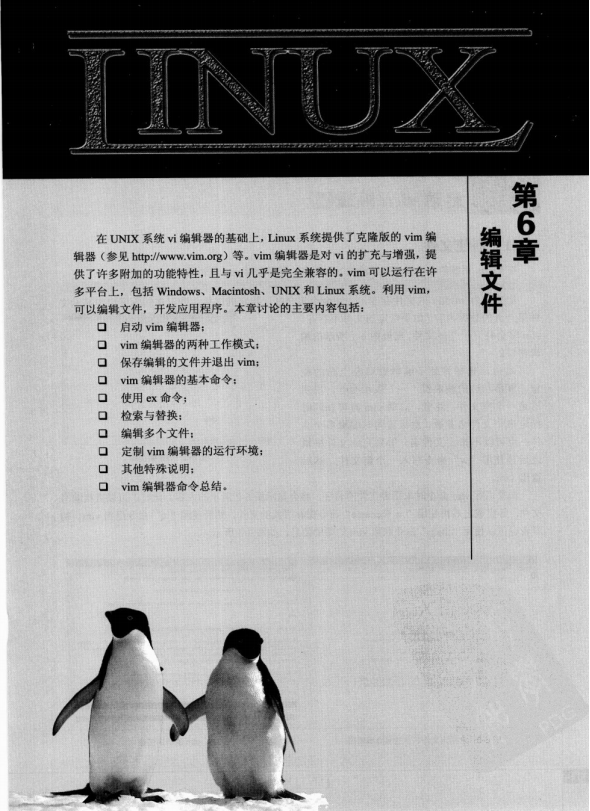 LINUX
第6章
编辑文件
在 UNIX 系统 vi 编辑器的基础上，Linux 系统提供了克隆版的 vim 编
辑器（参见 http://www.vim.org）等。vim 编辑器是对 vi 的扩充与增强，提
供了许多附加的功能特性，且与 vi 几乎是完全兼容的。vim 可以运行在许
多平台上，包括 Windows、Macintosh、UNIX 和 Linux 系统。利用 vim，
可以编辑文件，开发应用程序。本章讨论的主要内容包括：
❑ 启动 vim 编辑器；
❑ vim 编辑器的两种工作模式；
❑ 保存编辑的文件并退出 vim；
❑ vim 编辑器的基本命令；
❑ 使用 ex 命令；
❑ 检索与替换；
❑ 编辑多个文件；
❑ 定制 vim 编辑器的运行环境；
❑ 其他特殊说明；
❑ vim 编辑器命令总结。